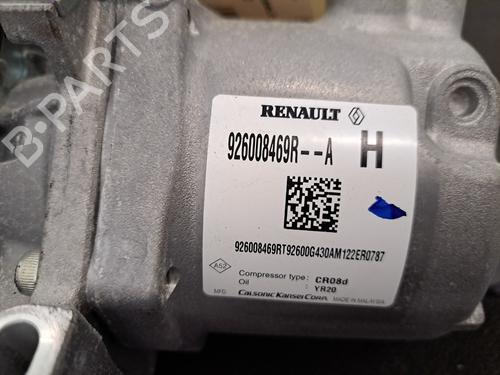 B-PARTS
RENAULT
926008469R--A H
926008469RT92600G430AM122ER0787
A52
Compressor type: CR08d
Oil : YR20
MFG. CALSONIC KANSEI CORP. MADE IN MALAYSIA